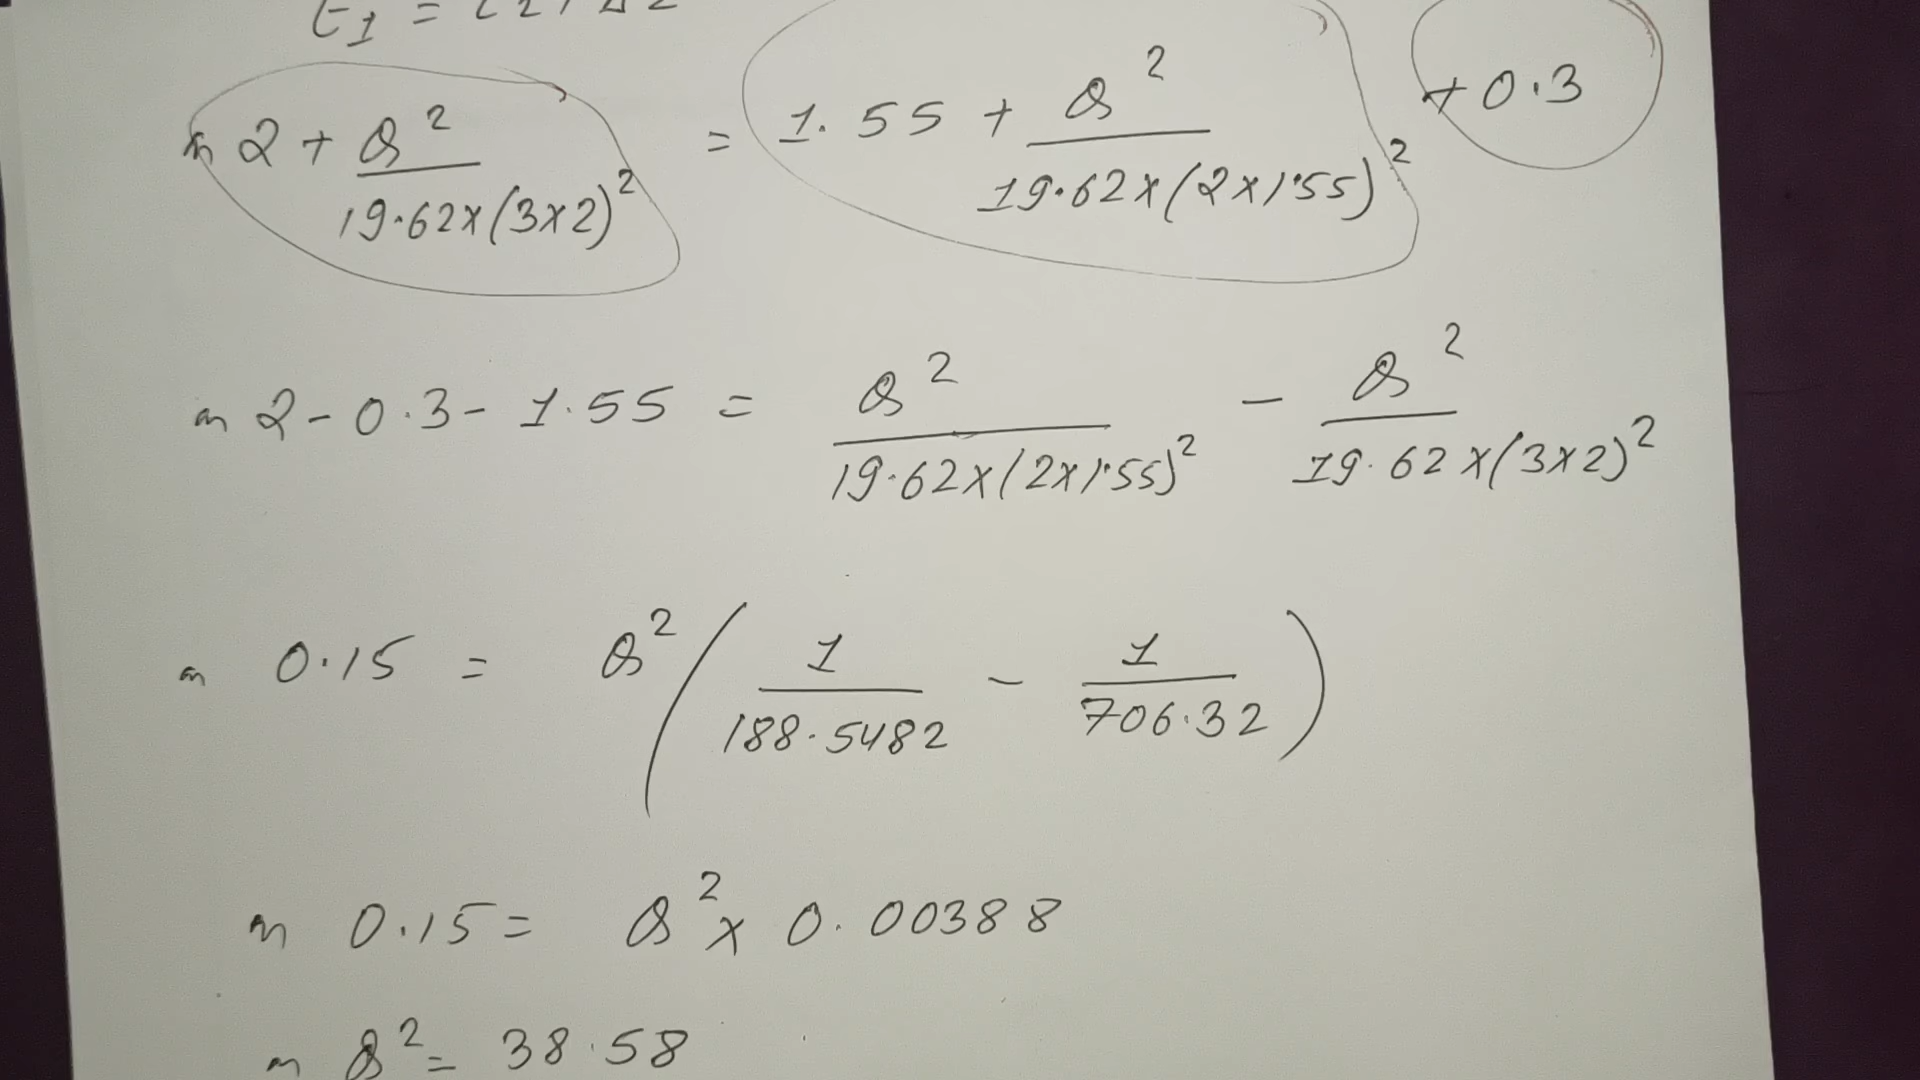 2 + Q² / 19.62×(3×2)² = 1.55 + Q² / 19.62×(2×1.55)² + 0.3
2 - 0.3 - 1.55 = Q² / 19.62×(2×1.55)² - Q² / 19.62×(3×2)²
0.15 = Q² ( 1 / 188.5482 - 1 / 706.32 )
0.15 = Q² × 0.00388
Q² = 38.58